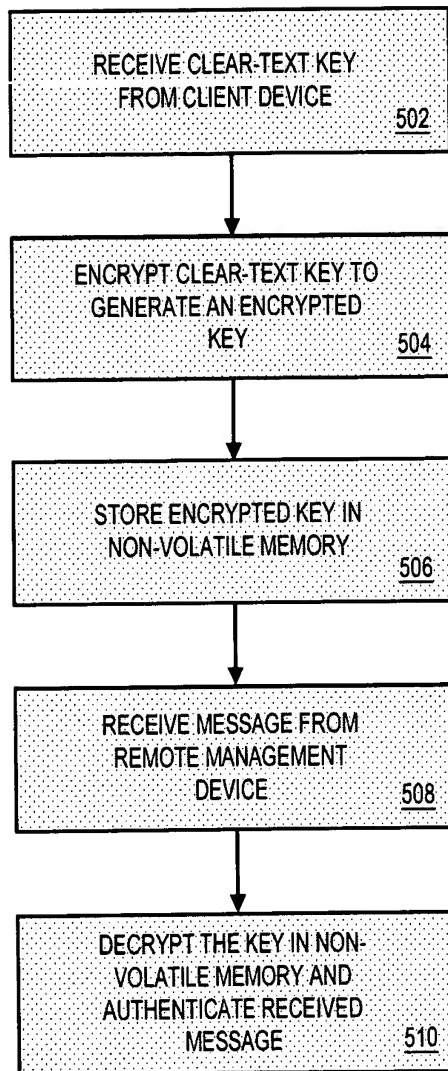 RECEIVE CLEAR-TEXT KEY
FROM CLIENT DEVICE
502
ENCRYPT CLEAR-TEXT KEY TO
GENERATE AN ENCRYPTED
KEY
504
STORE ENCRYPTED KEY IN
NON-VOLATILE MEMORY
506
RECEIVE MESSAGE FROM
REMOTE MANAGEMENT
DEVICE
508
DECRYPT THE KEY IN NON-
VOLATILE MEMORY AND
AUTHENTICATE RECEIVED
MESSAGE
510